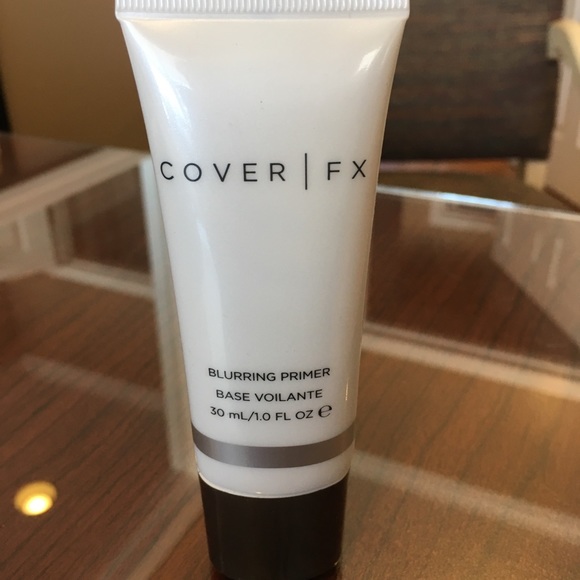 COVER | FX
BLURRING PRIMER
BASE VOILANTE
30 mL/1.0 FL OZ ℮